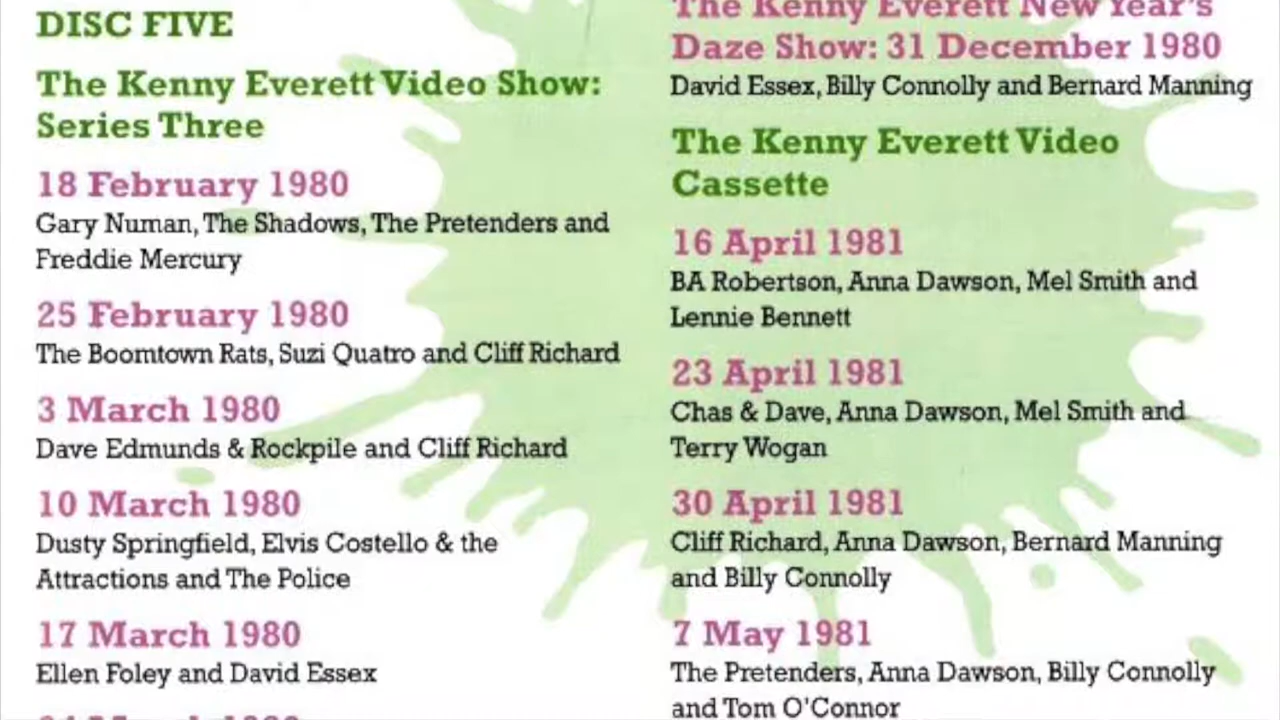 DISC FIVE
The Kenny Everett Video Show:
Series Three
18 February 1980
Gary Numan, The Shadows, The Pretenders and
Freddie Mercury
25 February 1980
The Boomtown Rats, Suzi Quatro and Cliff Richard
3 March 1980
Dave Edmunds & Rockpile and Cliff Richard
10 March 1980
Dusty Springfield, Elvis Costello & the
Attractions and The Police
17 March 1980
Ellen Foley and David Essex
The Kenny Everett New Year's
Daze Show: 31 December 1980
David Essex, Billy Connolly and Bernard Manning
The Kenny Everett Video
Cassette
16 April 1981
BA Robertson, Anna Dawson, Mel Smith and
Lennie Bennett
23 April 1981
Chas & Dave, Anna Dawson, Mel Smith and
Terry Wogan
30 April 1981
Cliff Richard, Anna Dawson, Bernard Manning
and Billy Connolly
7 May 1981
The Pretenders, Anna Dawson, Billy Connolly
and Tom O'Connor